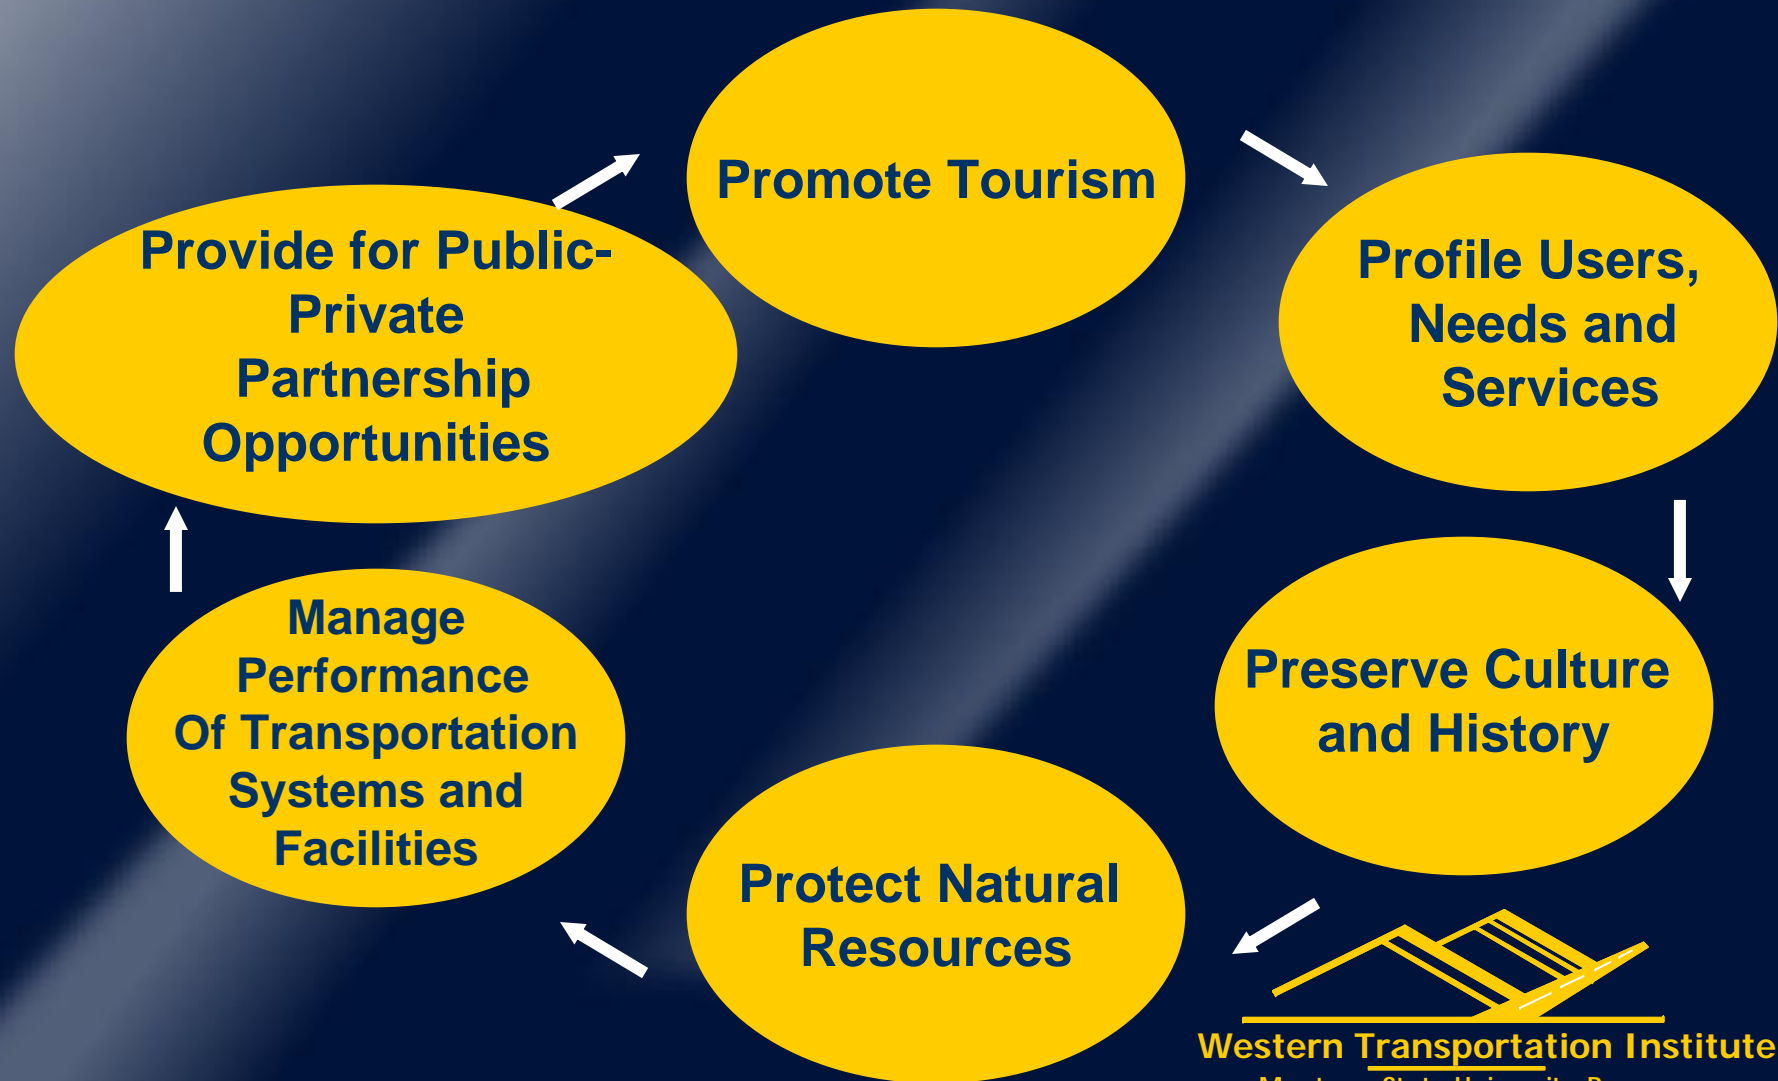 Promote Tourism
Profile Users,
Needs and
Services
Preserve Culture
and History
Protect Natural
Resources
Manage
Performance
Of Transportation
Systems and
Facilities
Provide for Public-
Private
Partnership
Opportunities
Western Transportation Institute